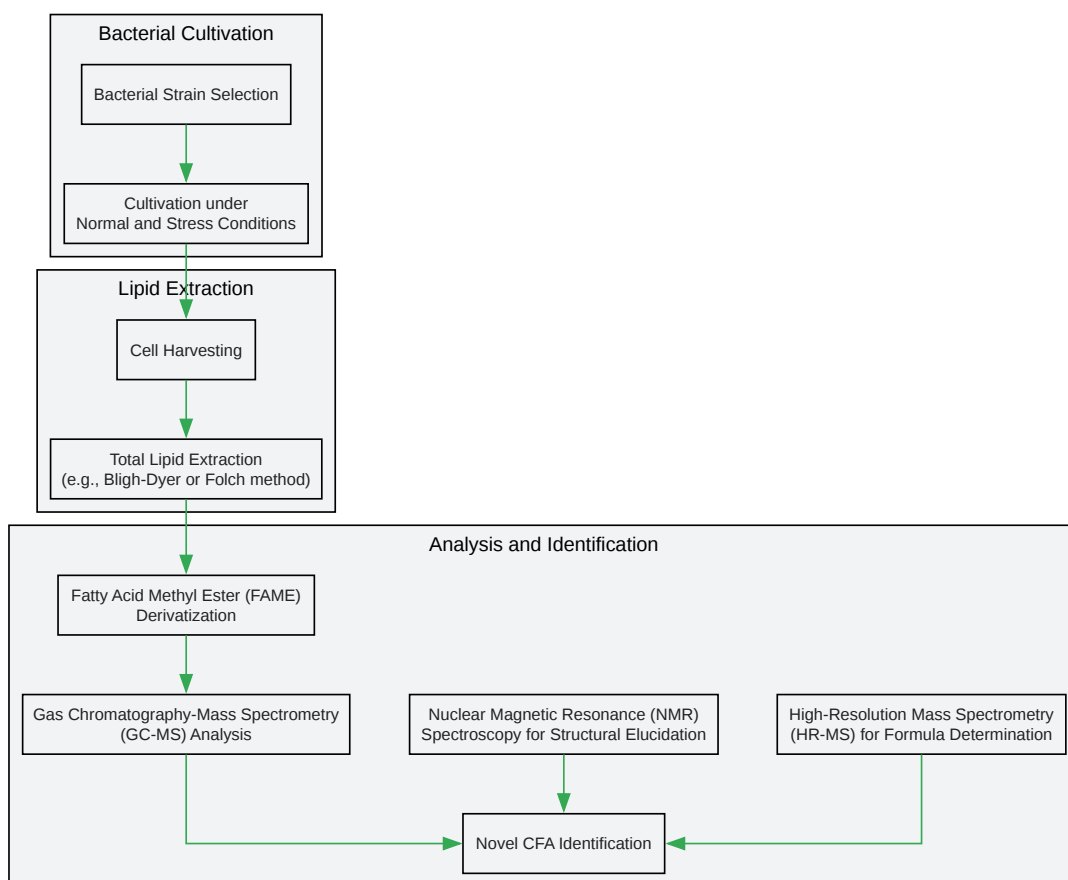 Bacterial Cultivation
Bacterial Strain Selection
Cultivation under
Normal and Stress Conditions
Lipid Extraction
Cell Harvesting
Total Lipid Extraction
(e.g., Bligh-Dyer or Folch method)
Analysis and Identification
Fatty Acid Methyl Ester (FAME)
Derivatization
Gas Chromatography-Mass Spectrometry
(GC-MS) Analysis
Nuclear Magnetic Resonance (NMR)
Spectroscopy for Structural Elucidation
High-Resolution Mass Spectrometry
(HR-MS) for Formula Determination
Novel CFA Identification